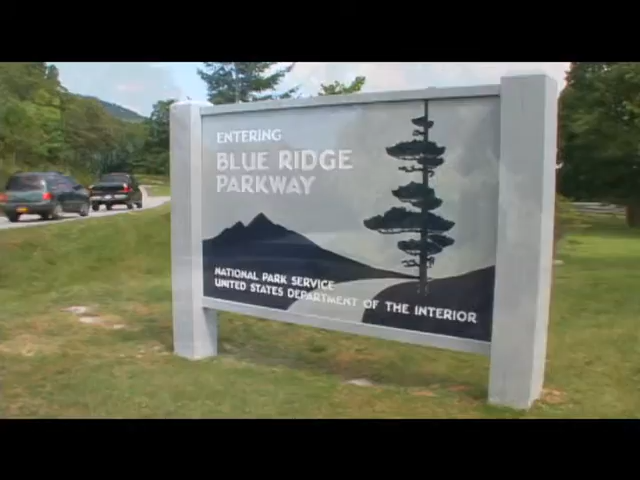 ENTERING
BLUE RIDGE
PARKWAY
NATIONAL PARK SERVICE
UNITED STATES DEPARTMENT OF THE INTERIOR